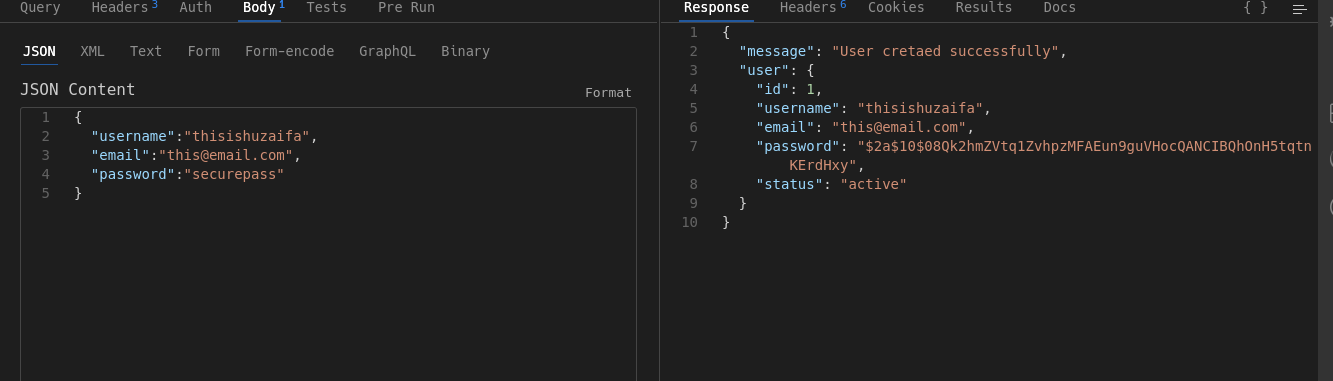 Query Headers 3 Auth Body 1 Tests Pre Run
JSON XML Text Form Form-encode GraphQL Binary
JSON Content
Format
1 {
2 "username":"thisishuzaifa",
3 "email":"this@email.com",
4 "password":"securepass"
5 }
Response Headers 6 Cookies Results Docs { }
1 {
2 "message": "User cretaed successfully",
3 "user": {
4 "id": 1,
5 "username": "thisishuzaifa",
6 "email": "this@email.com",
7 "password": "$2a$10$08Qk2hmZVtq1ZvhpzMFAEun9guVHocQANCIBQhOnH5tqtn
KErdHxy",
8 "status": "active"
9 }
10 }